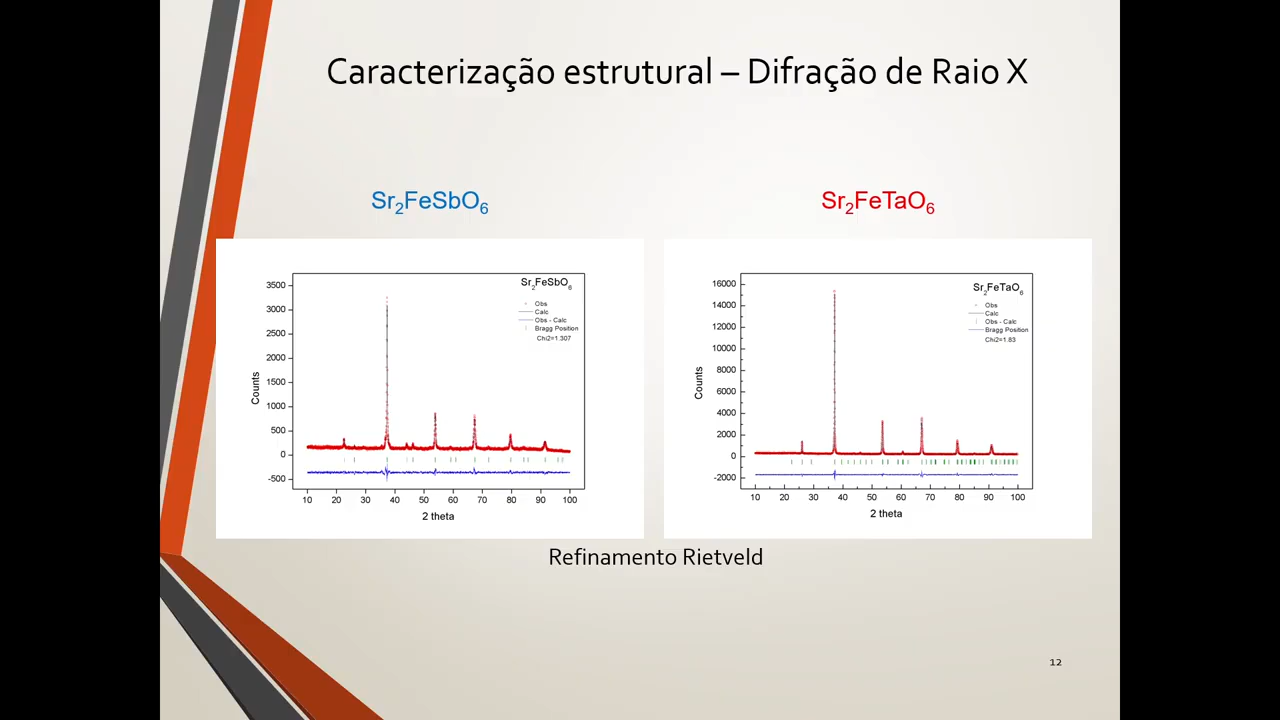 Caracterização estrutural – Difração de Raio X
Sr2FeSbO6
Sr2FeTaO6
Sr2FeSbO6
Obs
Calc
Obs - Calc
Bragg Position
Chi2=1.307
3500
3000
2500
2000
1500
1000
500
0
-500
Counts
10 20 30 40 50 60 70 80 90 100
2 theta
Sr2FeTaO6
Obs
Calc
Obs - Calc
Bragg Position
Chi2=1.83
16000
14000
12000
10000
8000
6000
4000
2000
0
-2000
Counts
10 20 30 40 50 60 70 80 90 100
2 theta
Refinamento Rietveld
12